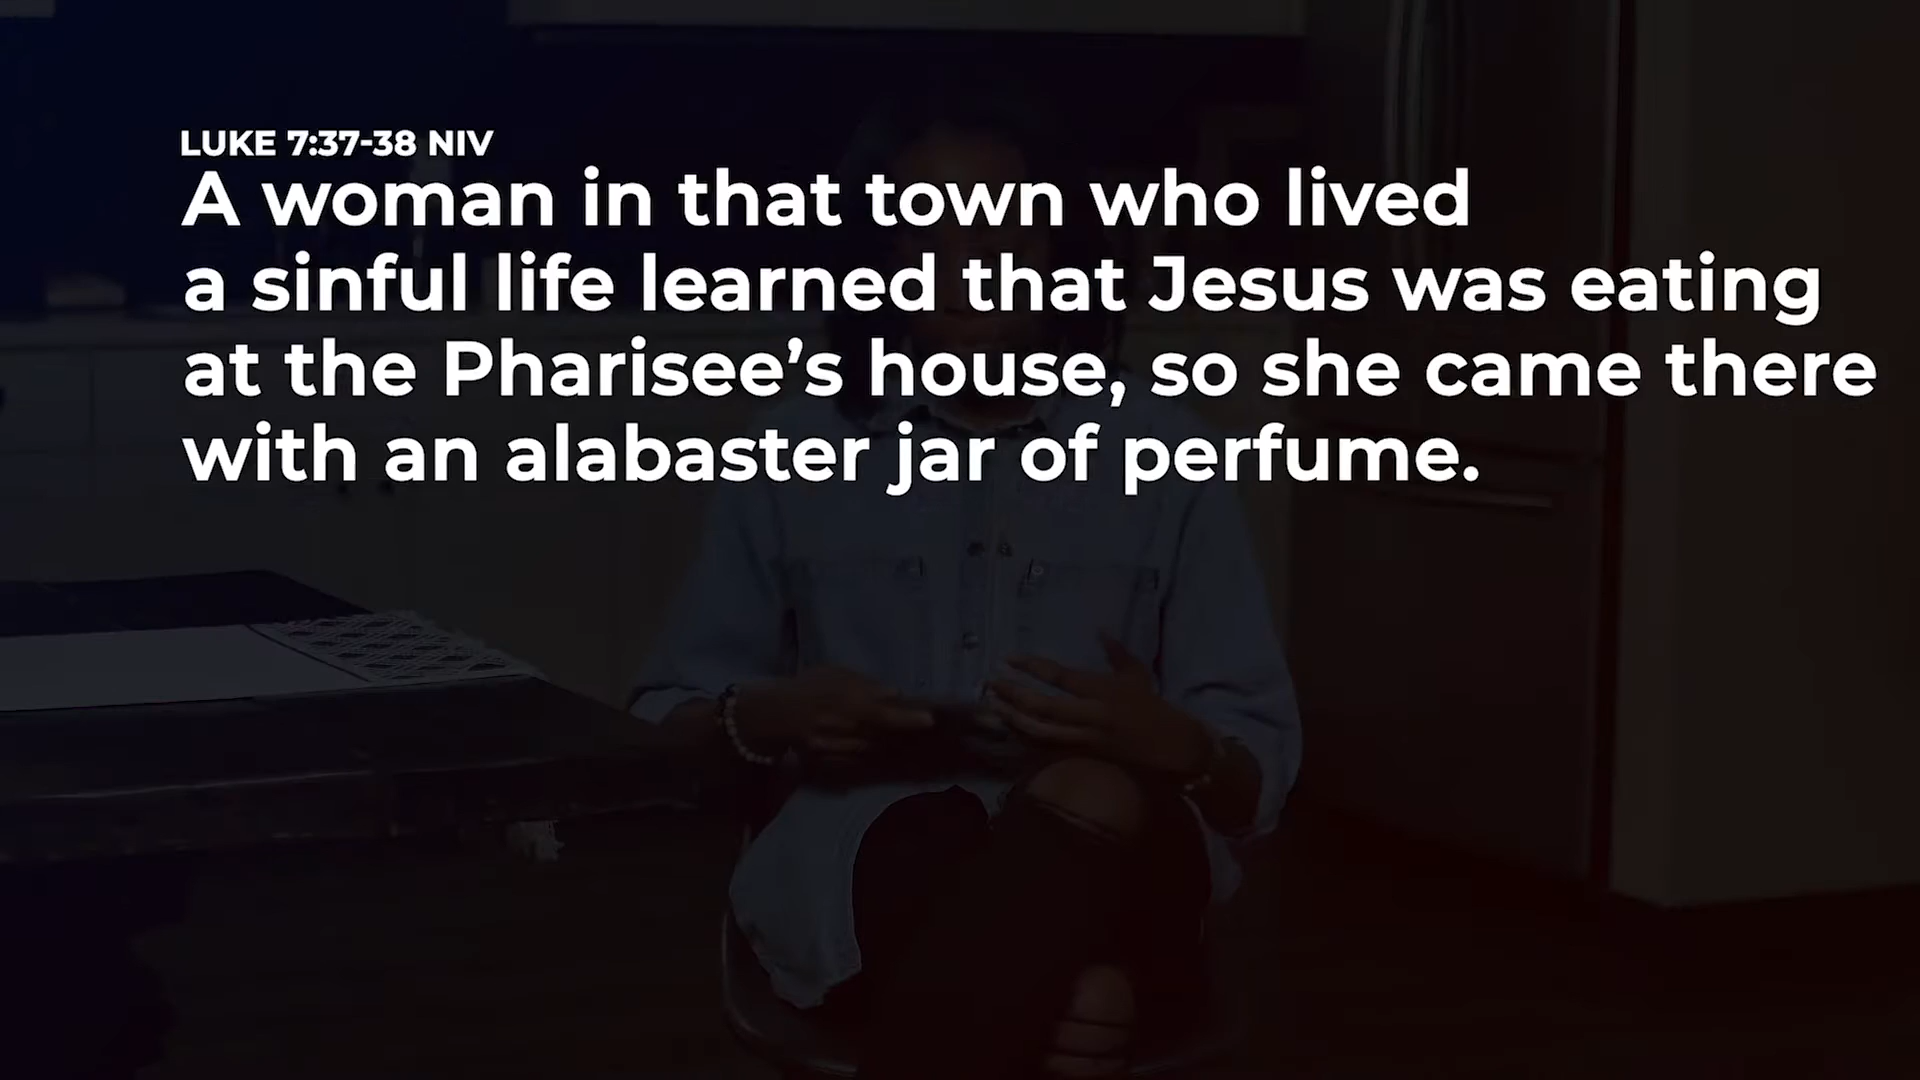 LUKE 7:37-38 NIV
A woman in that town who lived
a sinful life learned that Jesus was eating
at the Pharisee’s house, so she came there
with an alabaster jar of perfume.